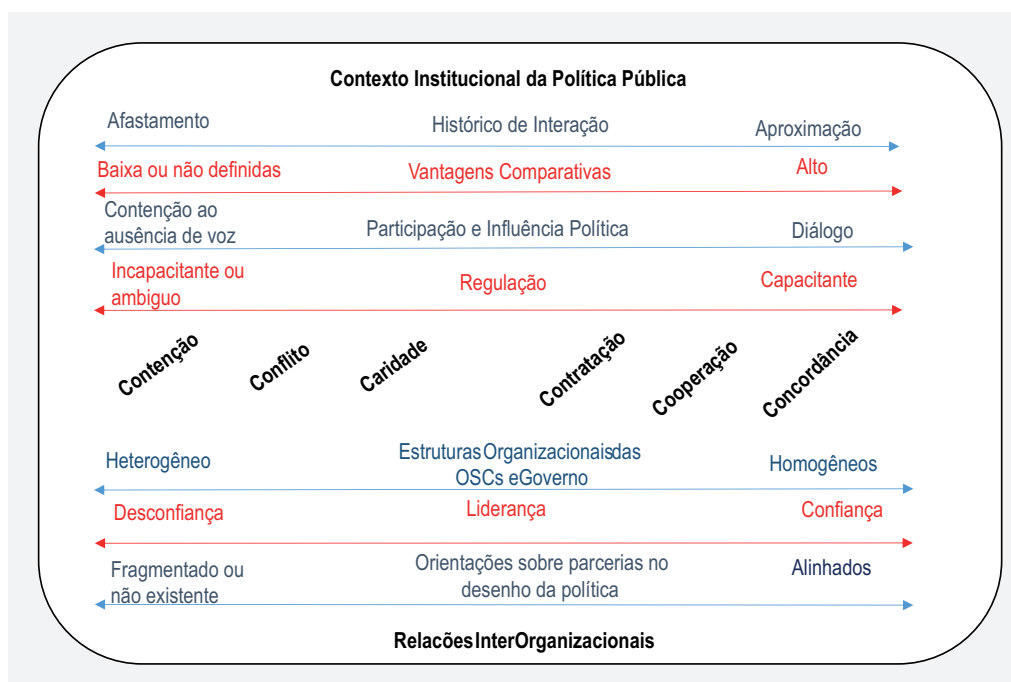 Contexto Institucional da Política Pública
Afastamento
Histórico de Interação
Aproximação
Baixa ou não definidas
Vantagens Comparativas
Alto
Contenção ao
ausência de voz
Participação e Influência Política
Diálogo
Incapacitante ou
ambiguo
Regulação
Capacitante
Contenção
Conflito
Caridade
Contratação
Cooperação
Concordância
Heterogêneo
EstruturasOrganizacionaisdas
OSCs eGoverno
Homogêneos
Desconfiança
Liderança
Confiança
Fragmentado ou
não existente
Orientações sobre parcerias no
desenho da política
Alinhados
RelacõesInterOrganizacionais